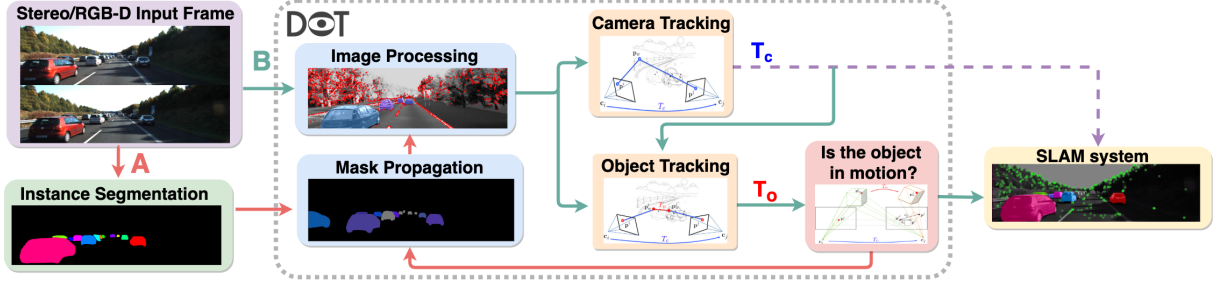 Stereo/RGB-D Input Frame
A
Instance Segmentation
B
DOT
Image Processing
Mask Propagation
Camera Tracking
Tc
Object Tracking
To
Is the object
in motion?
SLAM system